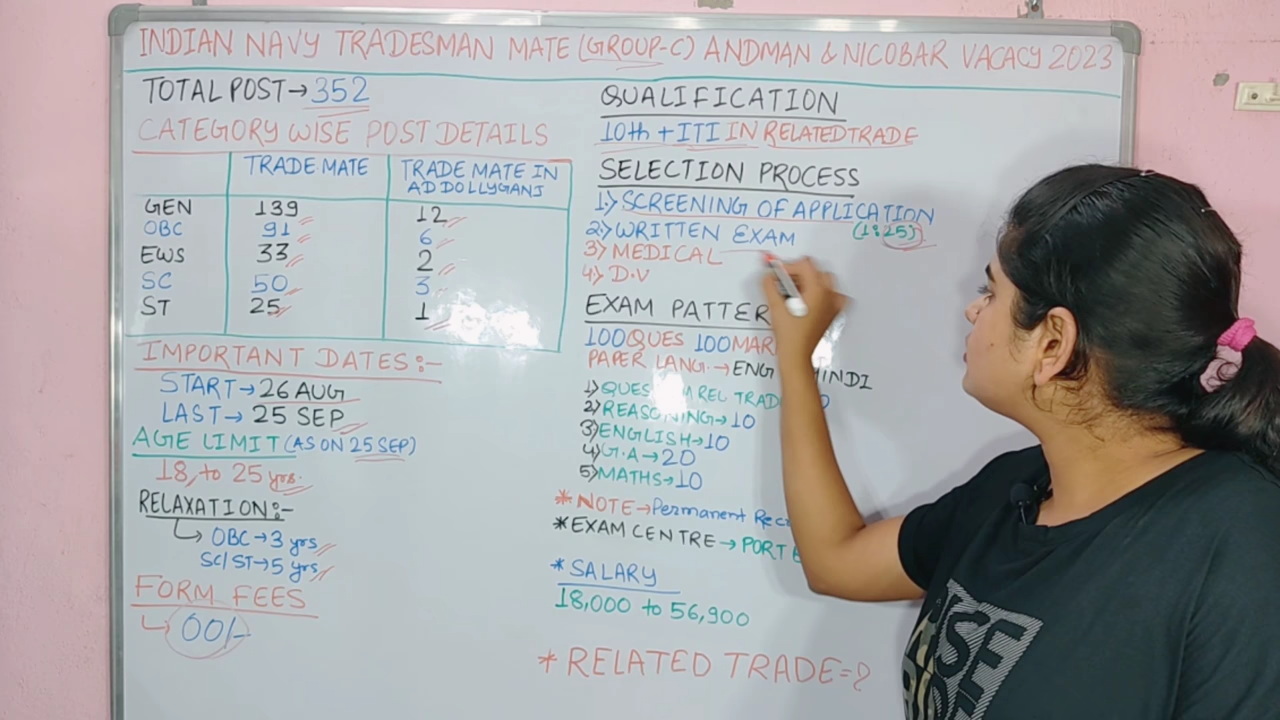 INDIAN NAVY TRADESMAN MATE (GROUP-C) ANDMAN & NICOBAR VACACY 2023
TOTAL POST→352
CATEGORY WISE POST DETAILS
TRADE MATE TRADE MATE IN
AD DOLLYGANJ
GEN 139 12
OBC 91 6
EWS 33 2
SC 50 3
ST 25 1
IMPORTANT DATES:-
START→26 AUG
LAST→25 SEP
AGE LIMIT (AS ON 25 SEP)
18, to 25 yrs.
RELAXATION:-
OBC→3 yrs
SC/ST→5 yrs
FORM FEES
00/-
QUALIFICATION
10th + ITI IN RELATED TRADE
SELECTION PROCESS
1) SCREENING OF APPLICATION
(1:25)
2) WRITTEN EXAM
3) MEDICAL
4) D.V
EXAM PATTER
100QUES 100MAR
PAPER LANG.→ENG HINDI
1) QUES REL TRAD
2) REASONING→10
3) ENGLISH→10
4) G.A→20
5) MATHS→10
*NOTE→Permanent Rec
*EXAM CENTRE→PORT
*SALARY
18,000 to 56,900
*RELATED TRADE=?